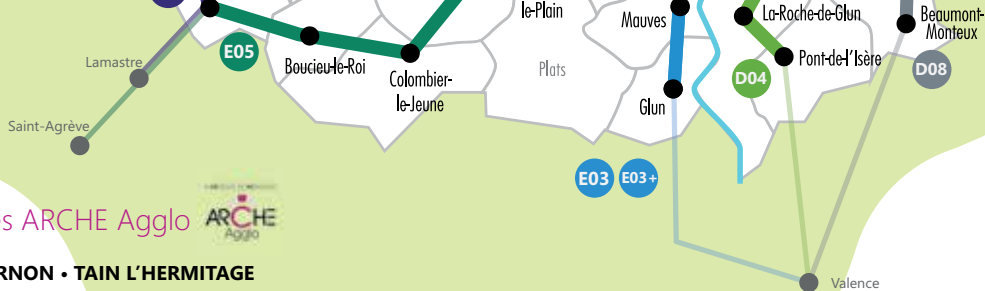 le-Plain
Mauves
La-Roche-de-Glun
Beaumont-
Monteux
E05
Boucieu-le-Roi
Pont-de-l'Isère
Lamastre
Plats
D04
D08
Colombier-
le-Jeune
Glun
Saint-Agrève
E03
E03+
es ARCHE Agglo
ARCHE
Agglo
RNON • TAIN L'HERMITAGE
Valence